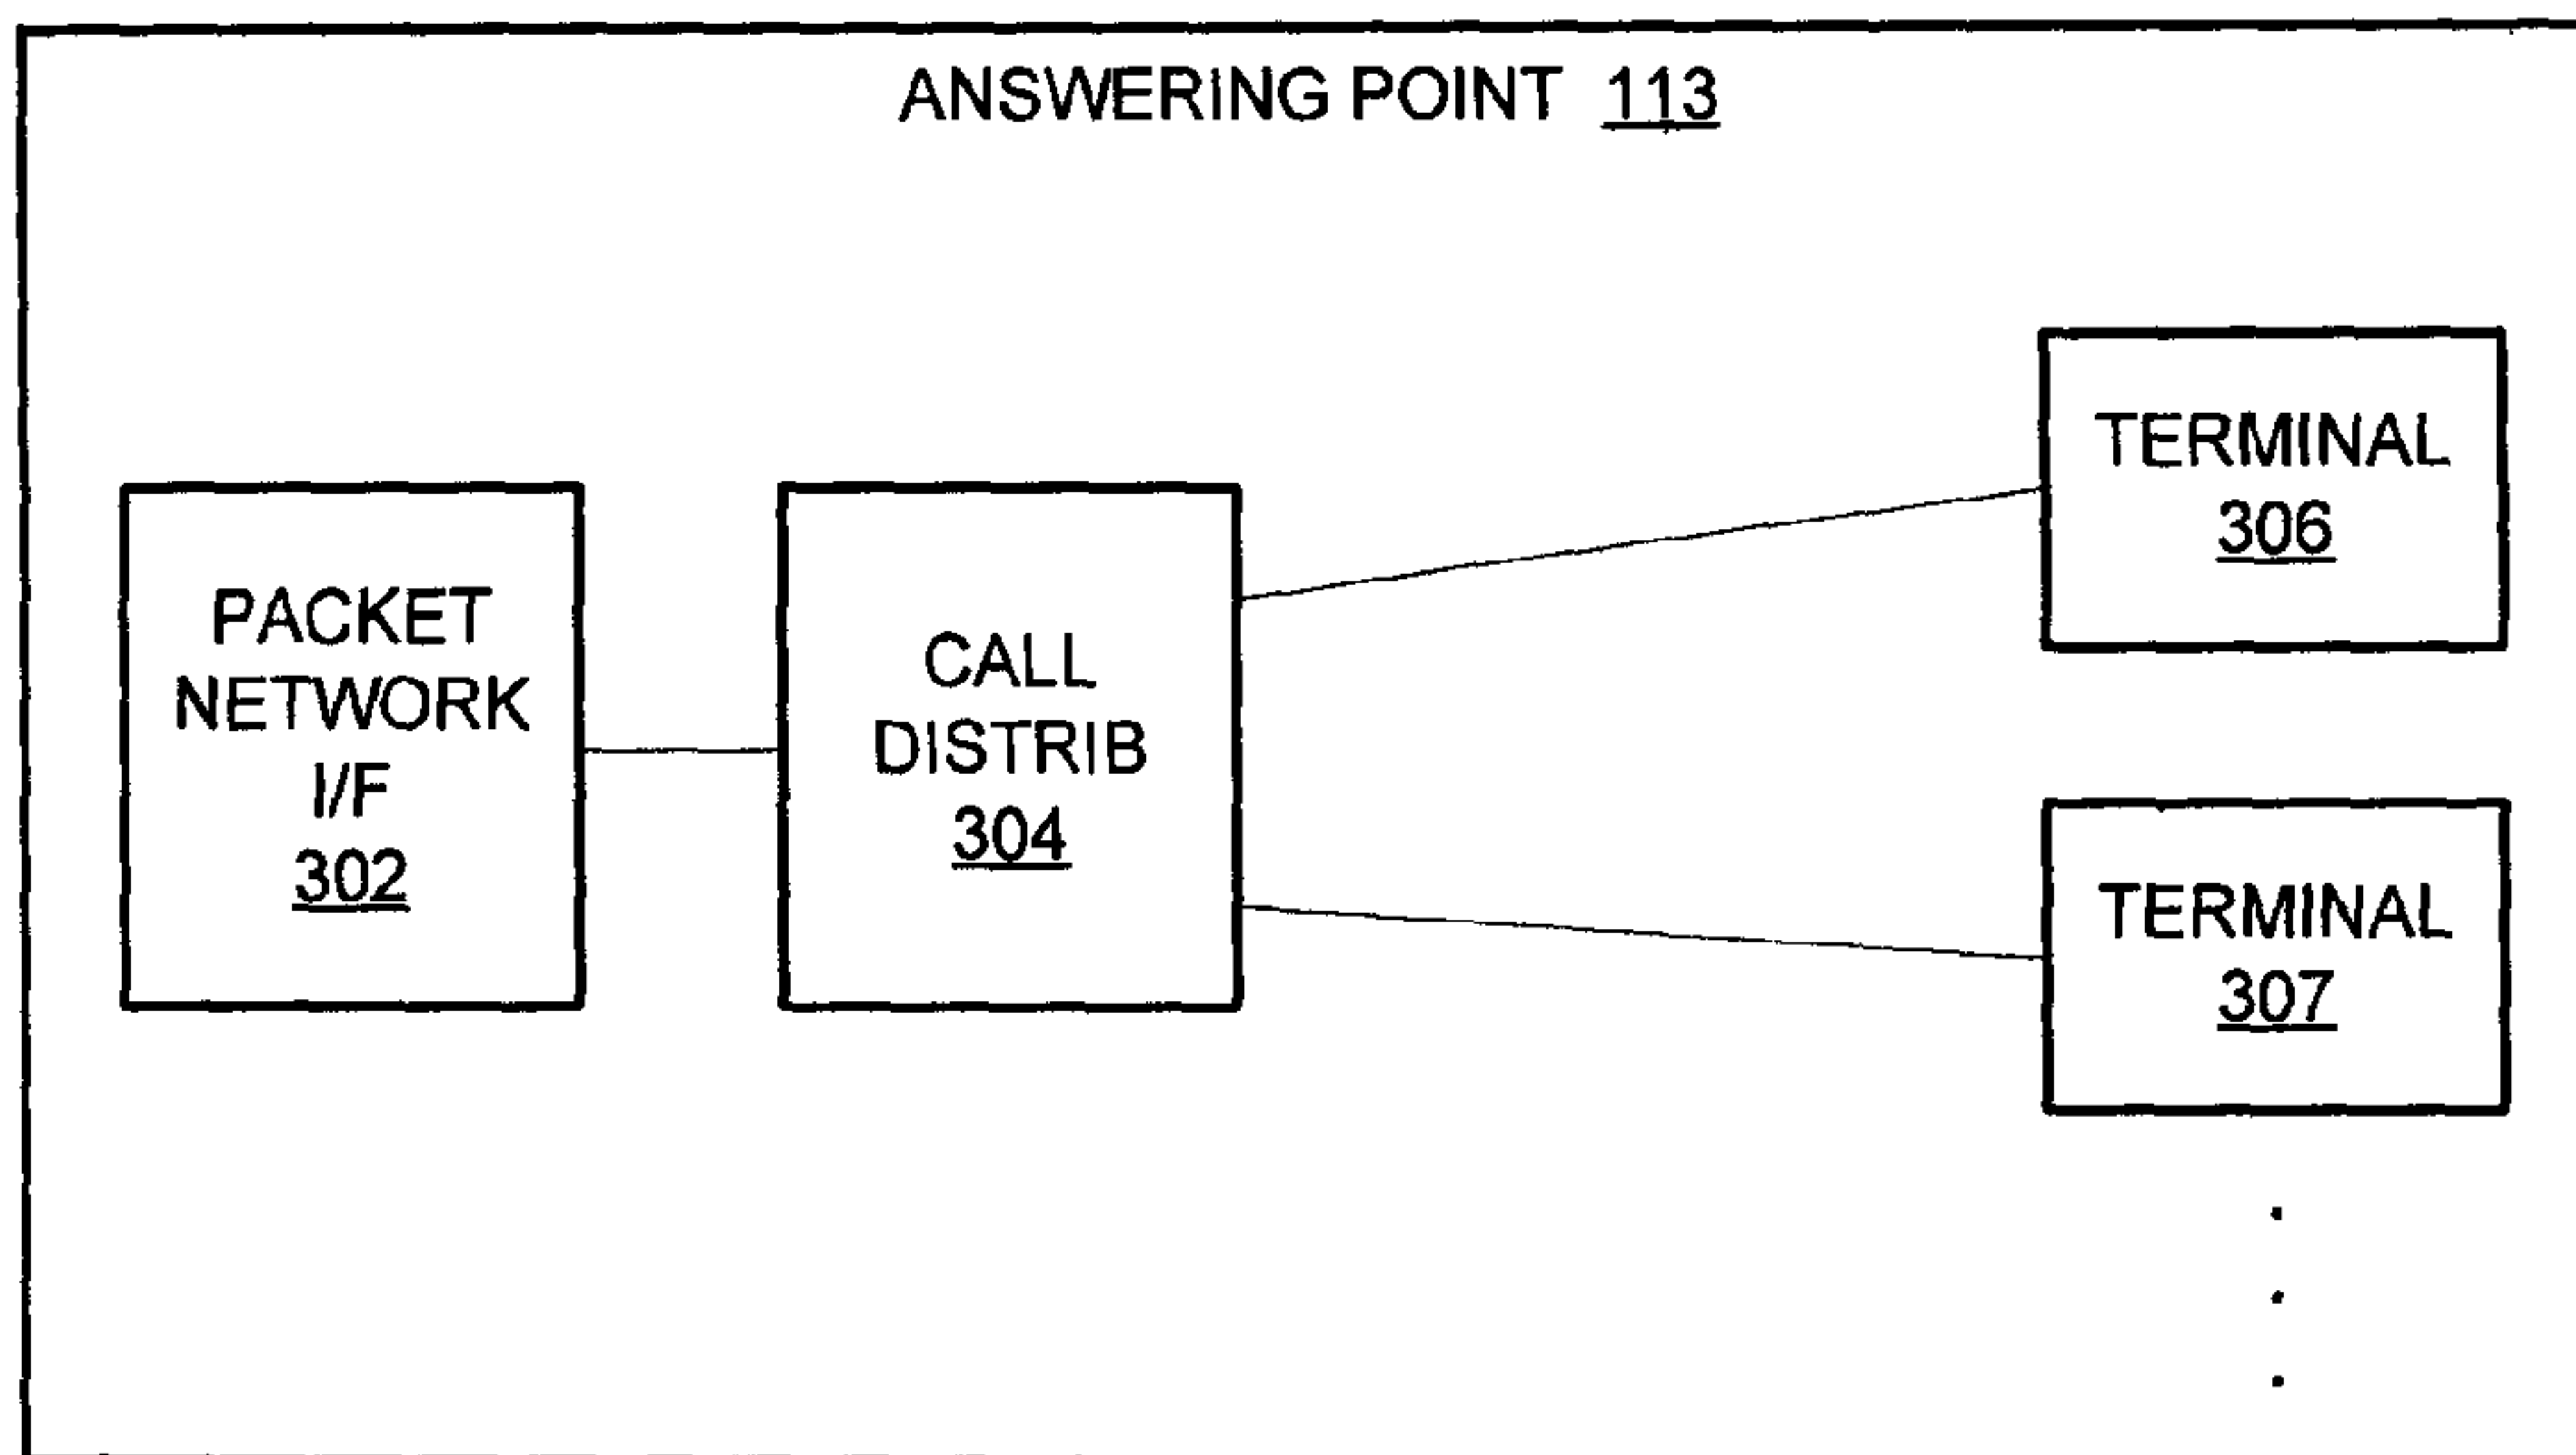 ANSWERING POINT 113
PACKET
NETWORK
I/F
302
CALL
DISTRIB
304
TERMINAL
306
TERMINAL
307